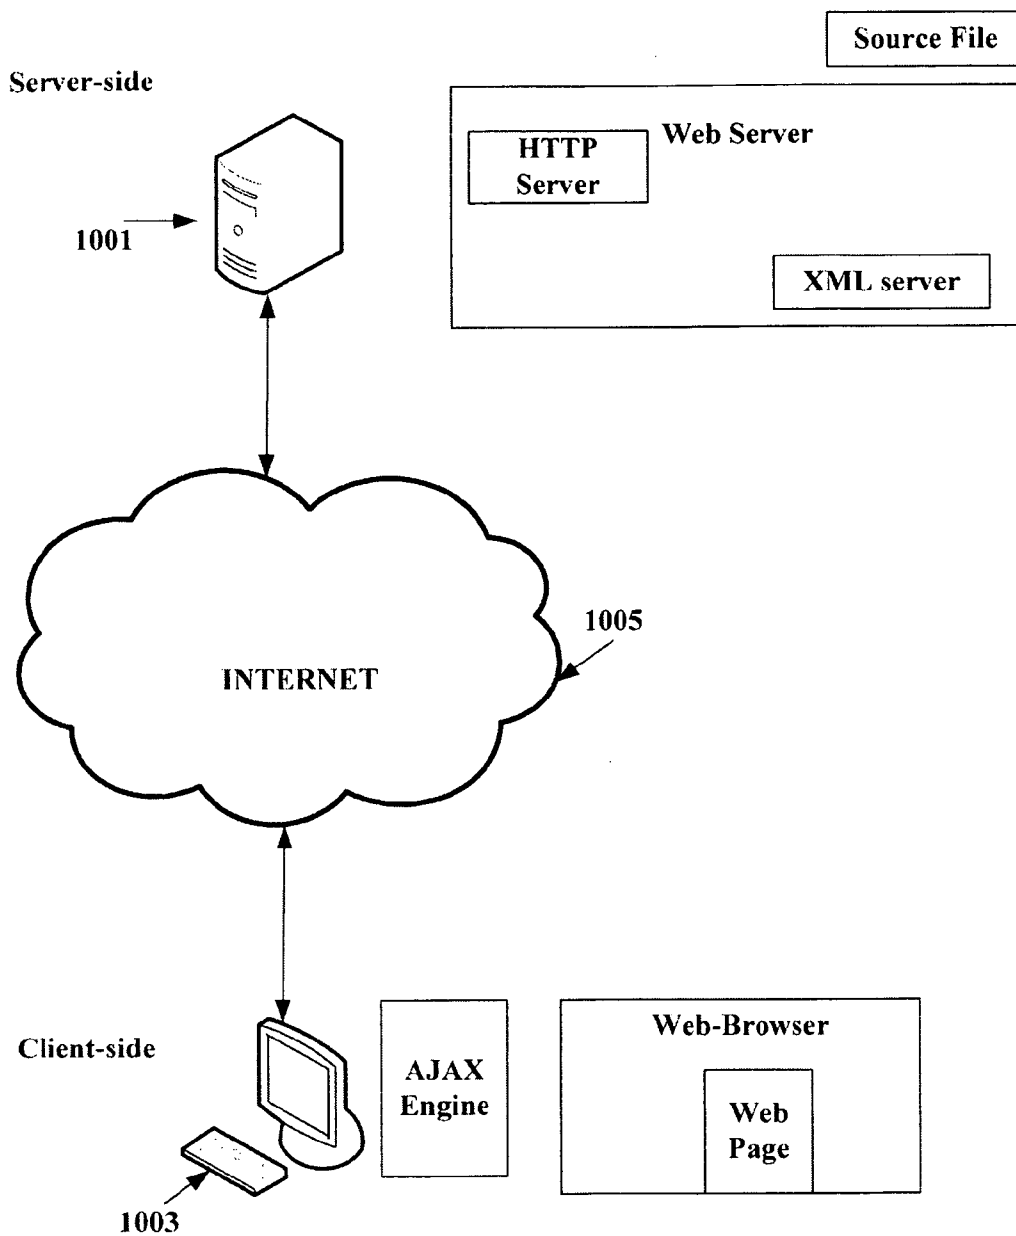 Source File
Server-side
Web Server
HTTP
Server
1001
XML server
1005
INTERNET
Client-side
Web-Browser
AJAX
Engine
Web
Page
1003